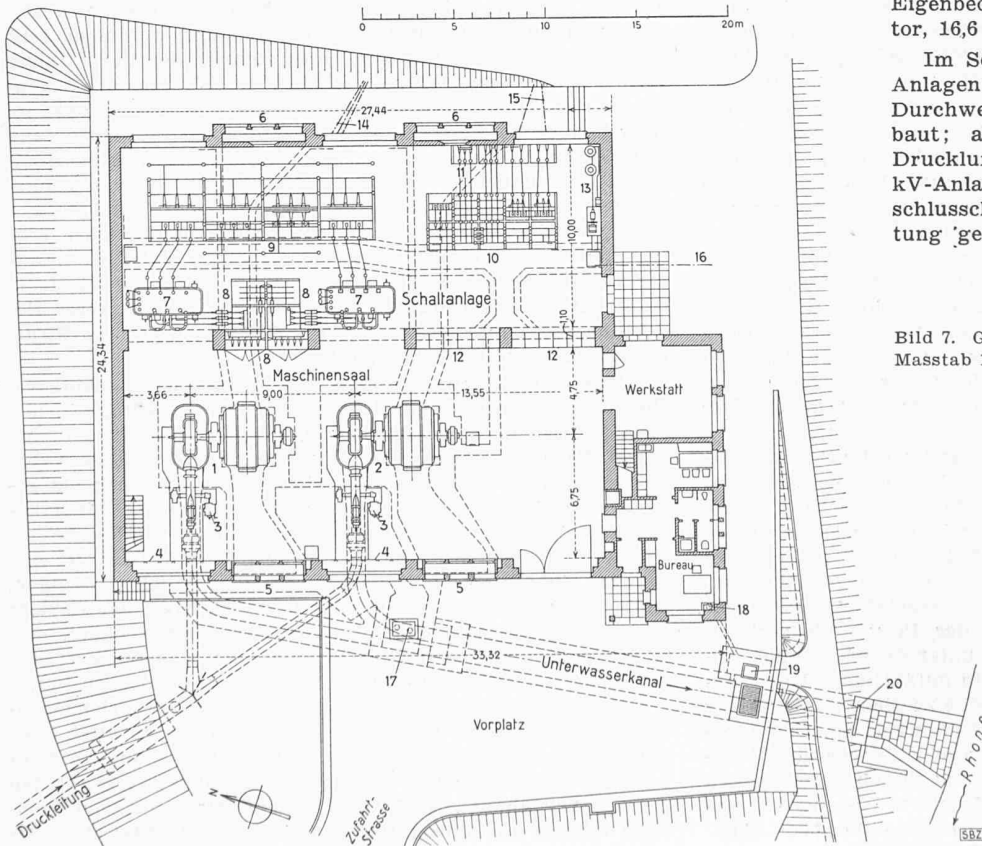 0 5 10 15 20m
Eigenbed
tor, 16,6
Im Sc
Anlagen
Durchwe
baut; a
Drucklu
kV-Anla
schlussch
tung ge
Bild 7. G
Masstab 1
27,44
14
15
6
6
11
13
9
10
10,00
16
7
8
8
7
Schaltanlage
8
12
12
1,10
24,34
Maschinensaal
Werkstatt
3,66
9,00
13,55
4,75
1
2
3
3
6,75
4
4
5
5
Bureau
18
17
33,32
Unterwasserkanal
19
20
Vorplatz
Druckleitung
N
Zufahrt-
Strasse
Rhone
SBZ